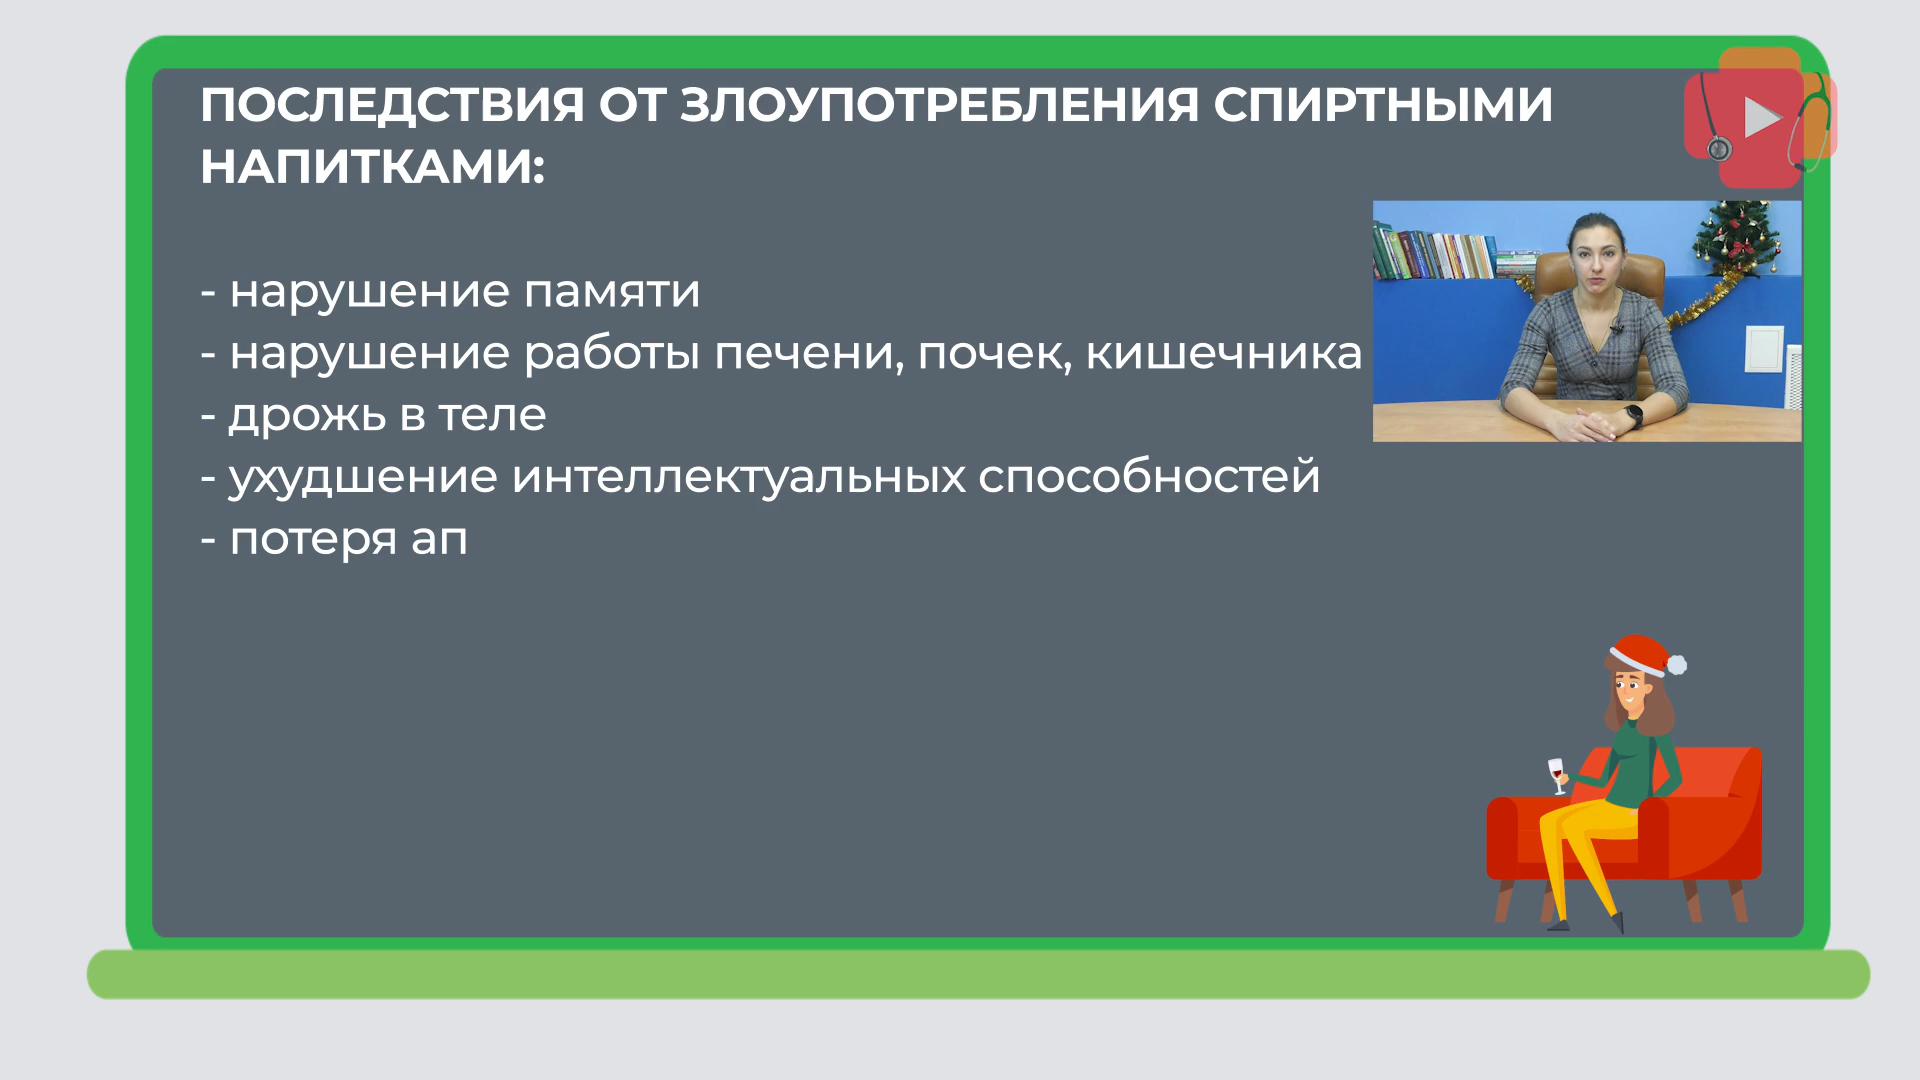 ПОСЛЕДСТВИЯ ОТ ЗЛОУПОТРЕБЛЕНИЯ СПИРТНЫМИ
НАПИТКАМИ:
- нарушение памяти
- нарушение работы печени, почек, кишечника
- дрожь в теле
- ухудшение интеллектуальных способностей
- потеря ап